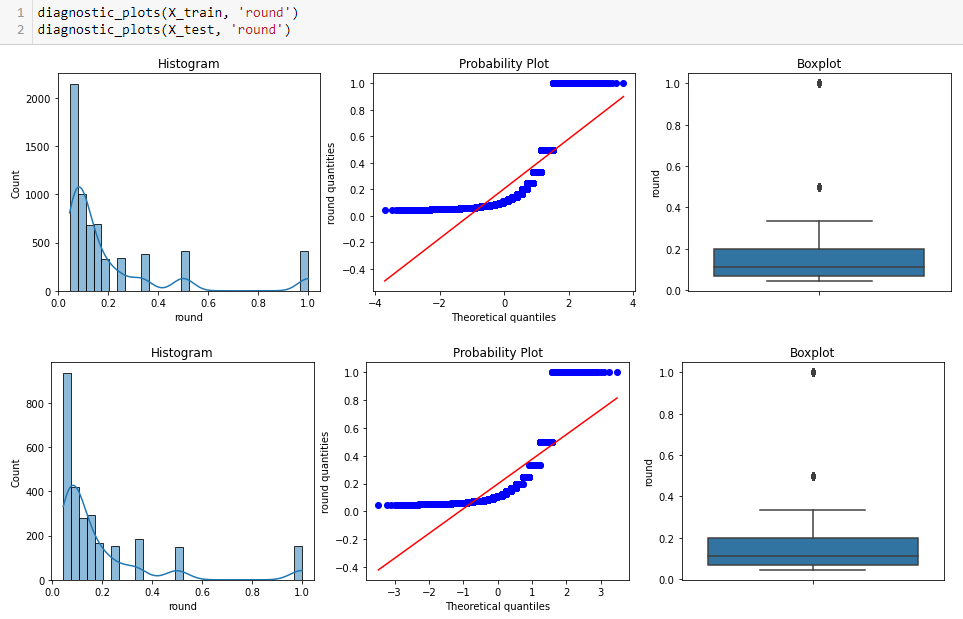 1 diagnostic_plots(X_train, 'round')
2 diagnostic_plots(X_test, 'round')
Histogram
Probability Plot
Boxplot
2000
1500
1000
500
0
Count
0.0 0.2 0.4 0.6 0.8 1.0
round
1.0
0.8
0.6
0.4
0.2
0.0
−0.2
−0.4
round quantities
−4 −2 0 2 4
Theoretical quantiles
1.0
0.8
0.6
0.4
0.2
0.0
round
Histogram
Probability Plot
Boxplot
800
600
400
200
0
Count
0.0 0.2 0.4 0.6 0.8 1.0
round
1.0
0.8
0.6
0.4
0.2
0.0
−0.2
−0.4
round quantities
−3 −2 −1 0 1 2 3
Theoretical quantiles
1.0
0.8
0.6
0.4
0.2
0.0
round